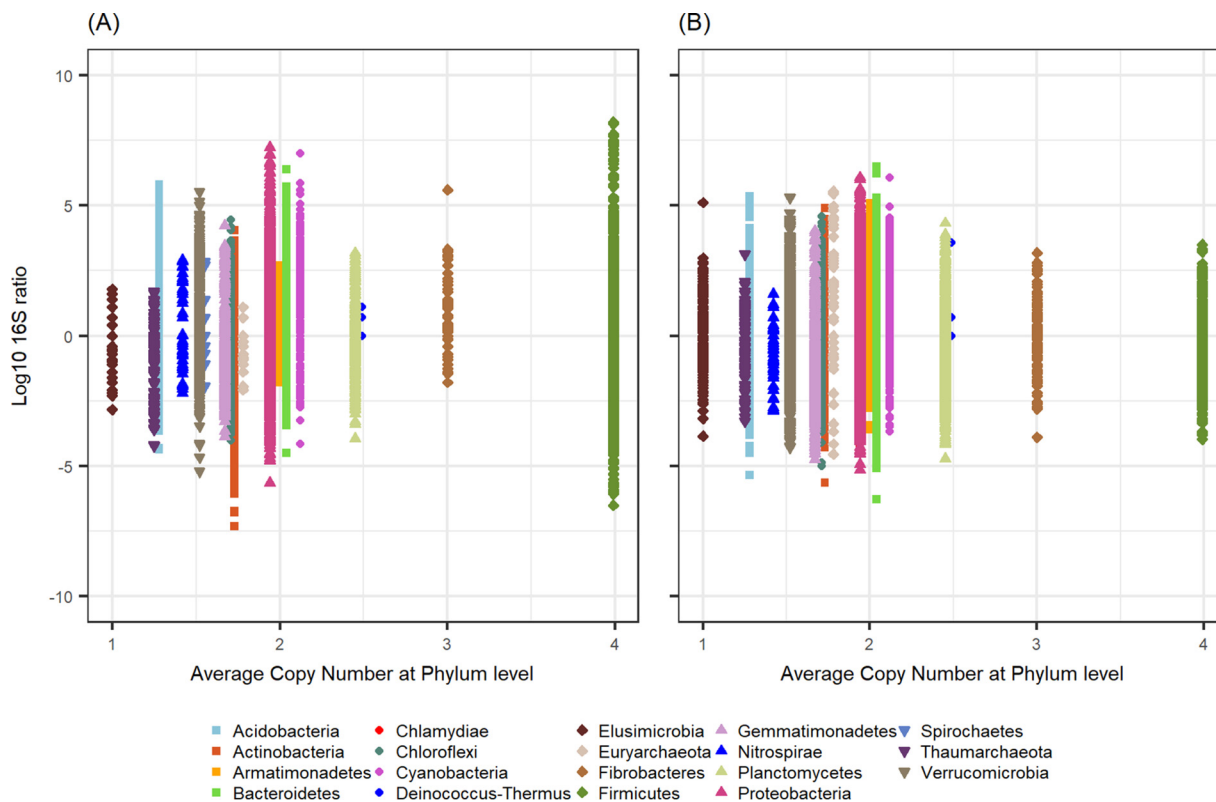 (A) (B)
10
5
0
-5
-10
Log10 16S ratio
1 2 3 4 1 2 3 4
Average Copy Number at Phylum level Average Copy Number at Phylum level
Acidobacteria Chlamydiae Elusimicrobia Gemmatimonadetes Spirochaetes
Actinobacteria Chloroflexi Euryarchaeota Nitrospirae Thaumarchaeota
Armatimonadetes Cyanobacteria Fibrobacteres Planctomycetes Verrucomicrobia
Bacteroidetes Deinococcus-Thermus Firmicutes Proteobacteria